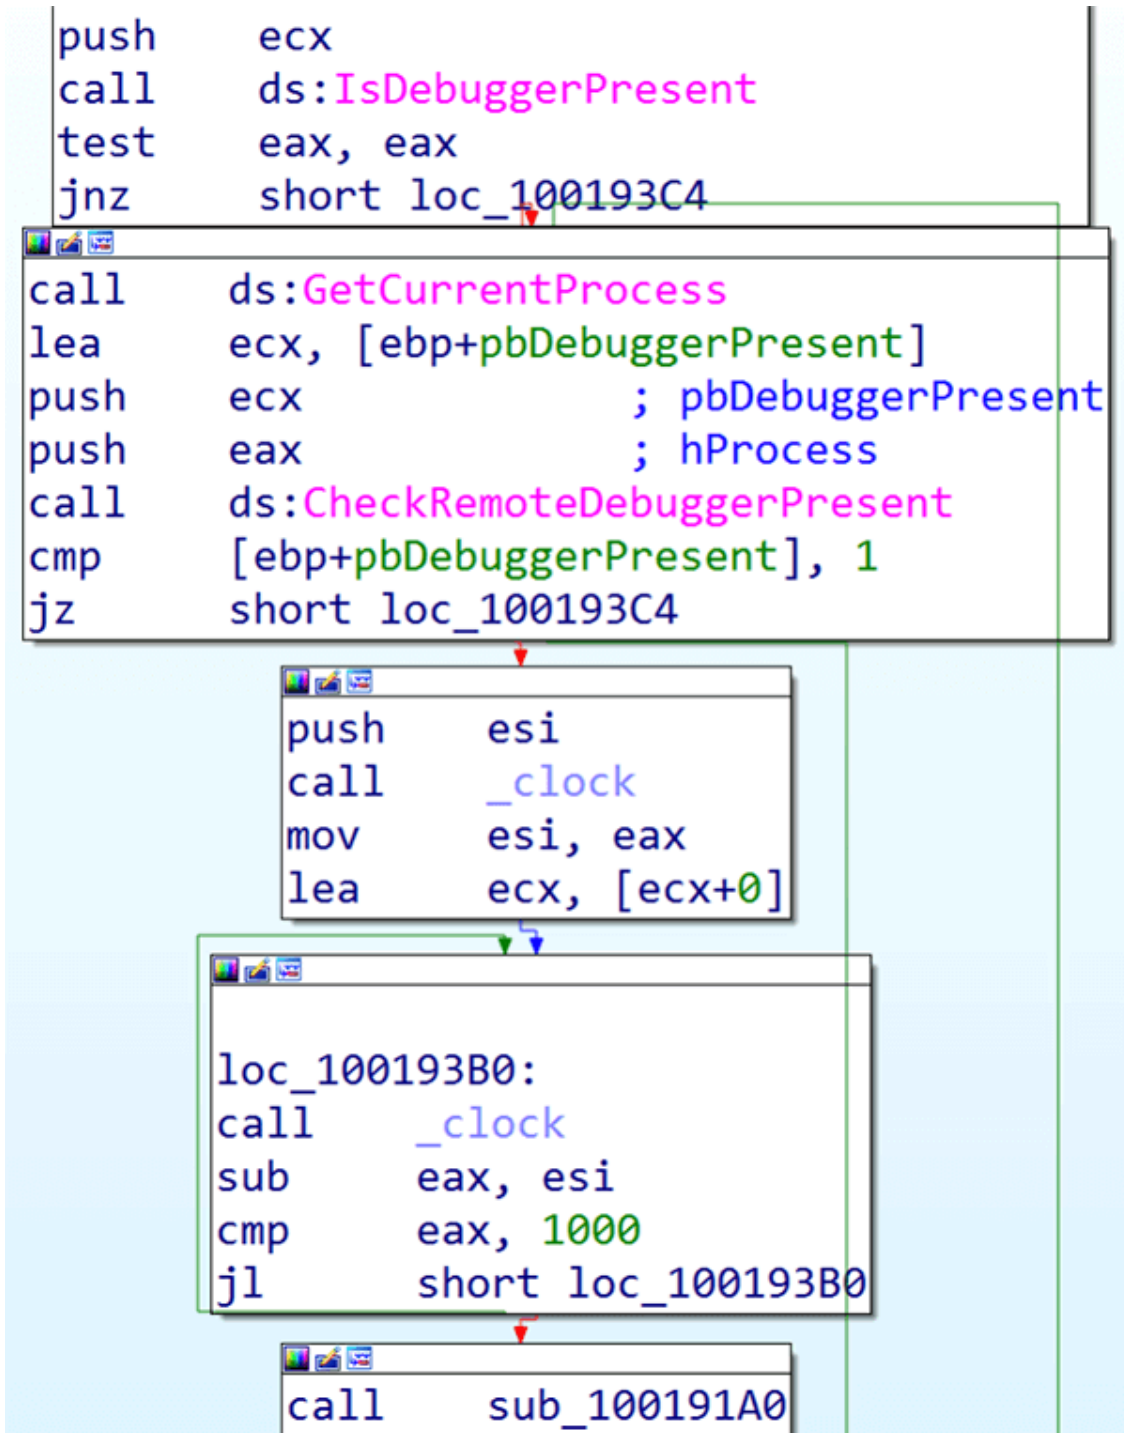 push ecx
call ds:IsDebuggerPresent
test eax, eax
jnz short loc_100193C4
call ds:GetCurrentProcess
lea ecx, [ebp+pbDebuggerPresent]
push ecx ; pbDebuggerPresent
push eax ; hProcess
call ds:CheckRemoteDebuggerPresent
cmp [ebp+pbDebuggerPresent], 1
jz short loc_100193C4
push esi
call _clock
mov esi, eax
lea ecx, [ecx+0]
loc_100193B0:
call _clock
sub eax, esi
cmp eax, 1000
jl short loc_100193B0
call sub_100191A0